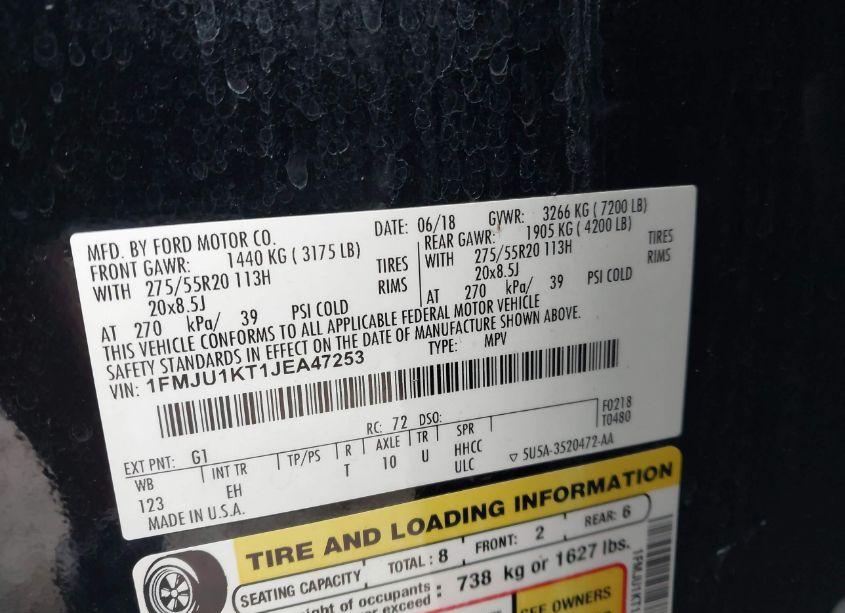 MFD. BY FORD MOTOR CO. DATE: 06/18 GVWR: 3266 KG ( 7200 LB)
FRONT GAWR: 1440 KG ( 3175 LB) REAR GAWR: 1905 KG ( 4200 LB)
WITH 275/55R20 113H TIRES WITH 275/55R20 113H TIRES
20x8.5J RIMS 20x8.5J RIMS
AT 270 kPa/ 39 PSI COLD AT 270 kPa/ 39 PSI COLD
THIS VEHICLE CONFORMS TO ALL APPLICABLE FEDERAL MOTOR VEHICLE
SAFETY STANDARDS IN EFFECT ON THE DATE OF MANUFACTURE SHOWN ABOVE.
VIN: 1FMJU1KT1JEA47253 TYPE: MPV
F0218
RC: 72 DSO: T0480
EXT PNT: G1
WB INT TR TP/PS R AXLE TR SPR
123 EH T 10 U HHCC
ULC ▽ 5U5A-3520472-AA
MADE IN U.S.A.
TIRE AND LOADING INFORMATION
SEATING CAPACITY TOTAL : 8 FRONT: 2 REAR: 6
of occupants
exceed : 738 kg or 1627 lbs.
SEE OWNERS